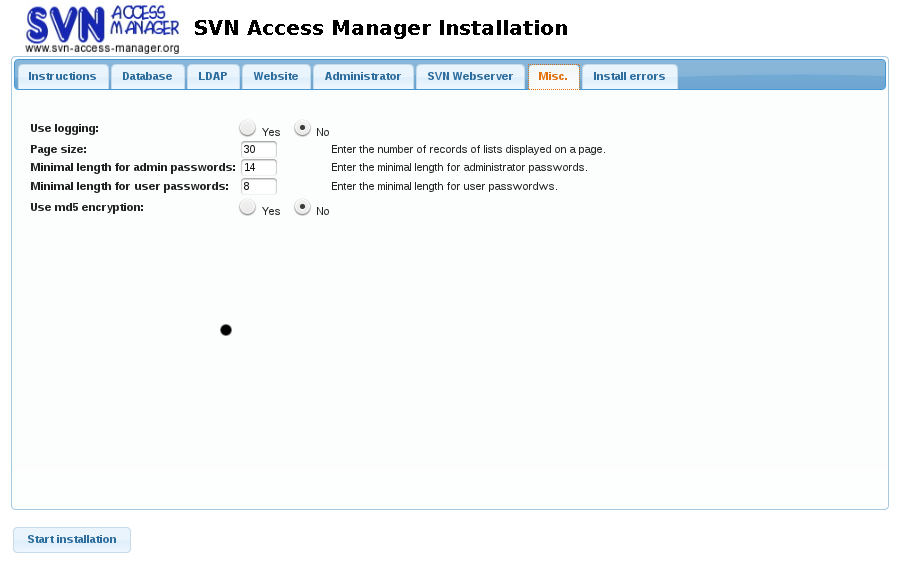 SVN ACCESS MANAGER
www.svn-access-manager.org
SVN Access Manager Installation
Instructions Database LDAP Website Administrator SVN Webserver Misc. Install errors
Use logging: Yes No
Page size: 30 Enter the number of records of lists displayed on a page.
Minimal length for admin passwords: 14 Enter the minimal length for administrator passwords.
Minimal length for user passwords: 8 Enter the minimal length for user passwordws.
Use md5 encryption: Yes No
Start installation